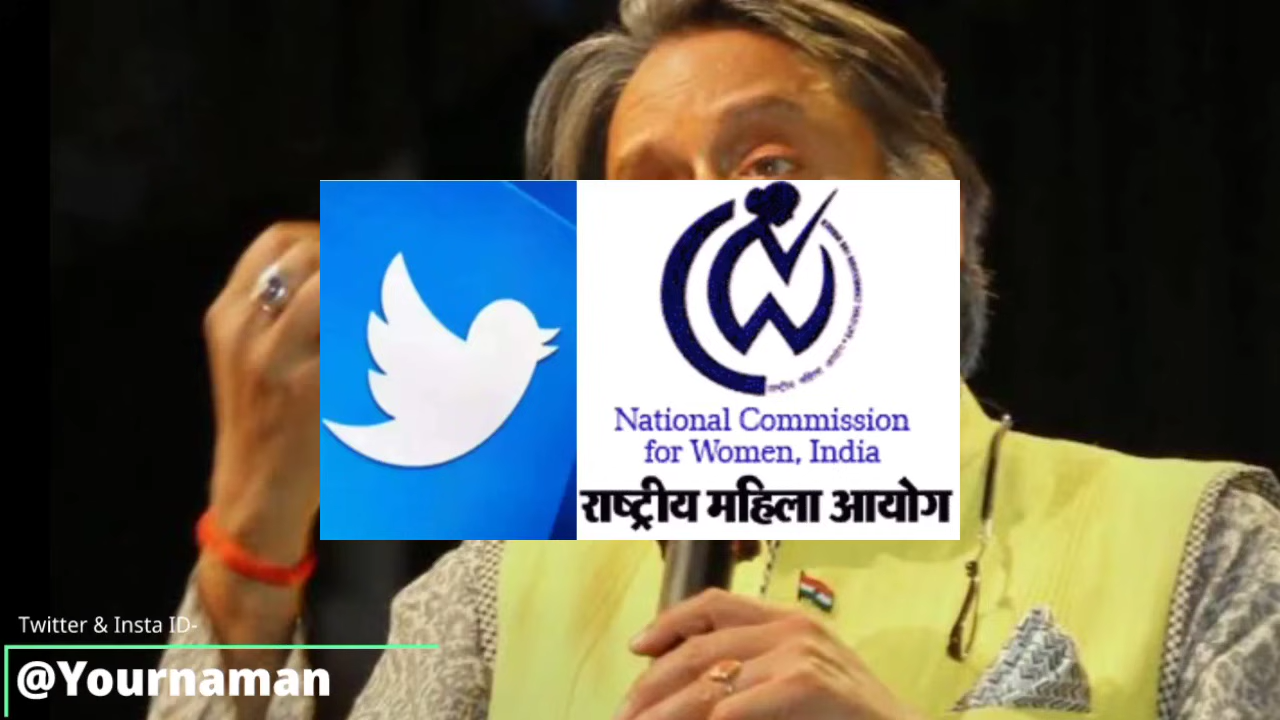 National Commission
for Women, India
राष्ट्रीय महिला आयोग
Twitter & Insta ID-
@Yournaman